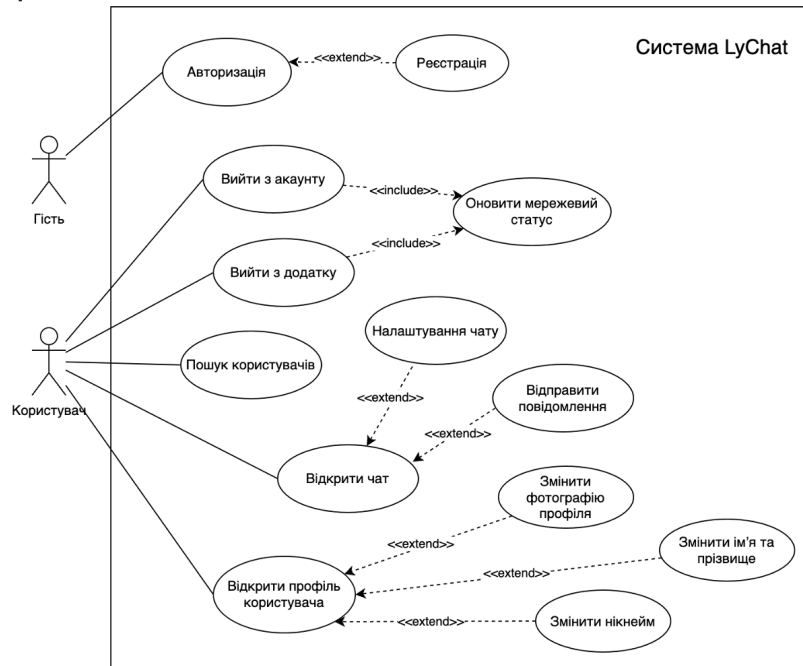 Система LyChat
Авторизація
<<extend>>
Реєстрація
Гість
Вийти з акаунту
<<include>>
Оновити мережевий
статус
<<include>>
Вийти з додатку
Налаштування чату
Користувач
Пошук користувачів
<<extend>>
Відправити
повідомлення
<<extend>>
Відкрити чат
Змінити
фотографію
профіля
<<extend>>
Змінити ім'я та
прізвище
<<extend>>
Відкрити профіль
користувача
<<extend>>
Змінити нікнейм